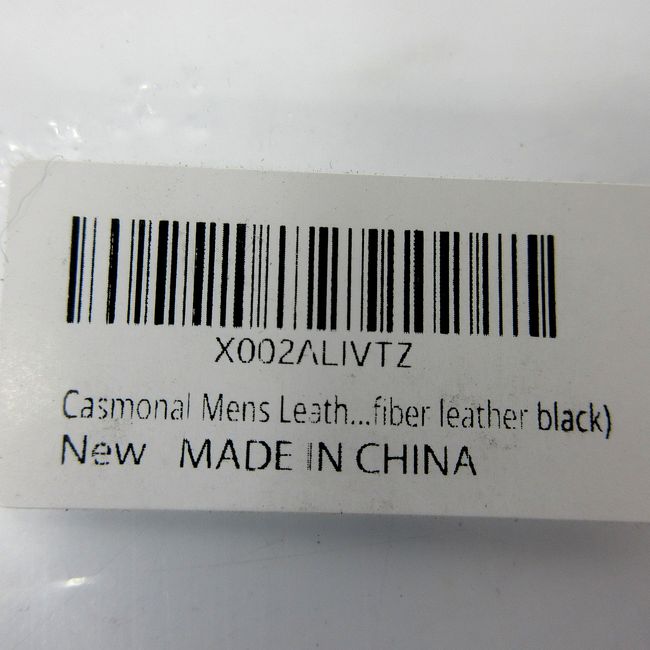 X002ALIVTZ
Casmonal Mens Leath...fiber leather black)
New MADE IN CHINA